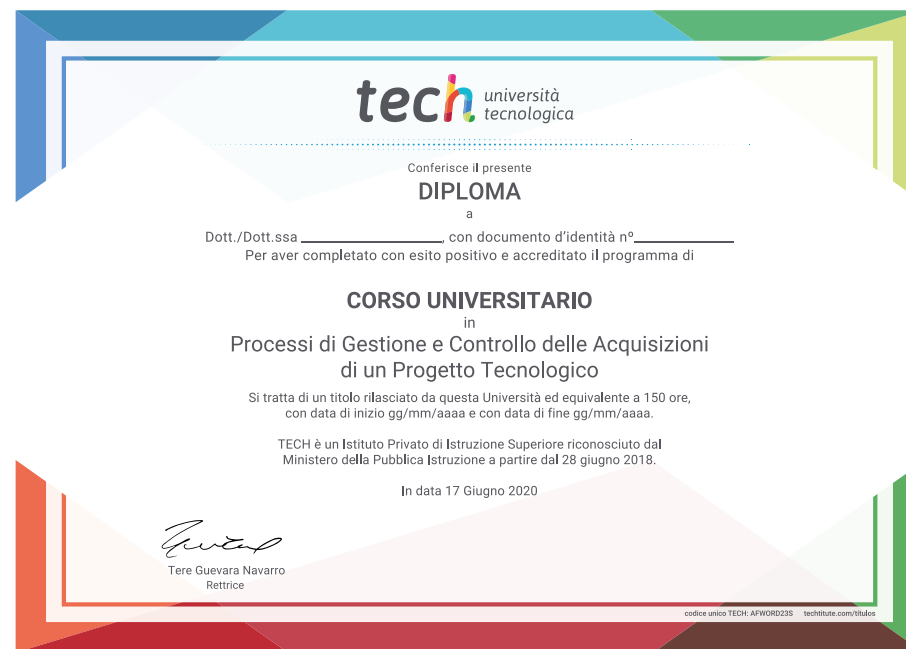 tech università
tecnologica
Conferisce il presente
DIPLOMA
a
Dott./Dott.ssa ________________, con documento d'identità nº____________
Per aver completato con esito positivo e accreditato il programma di
CORSO UNIVERSITARIO
in
Processi di Gestione e Controllo delle Acquisizioni
di un Progetto Tecnologico
Si tratta di un titolo rilasciato da questa Università ed equivalente a 150 ore,
con data di inizio gg/mm/aaaa e con data di fine gg/mm/aaaa.
TECH è un Istituto Privato di Istruzione Superiore riconosciuto dal
Ministero della Pubblica Istruzione a partire dal 28 giugno 2018.
In data 17 Giugno 2020
Tere Guevara Navarro
Rettrice
codice unico TECH: AFWORD23S techtitute.com/titulos